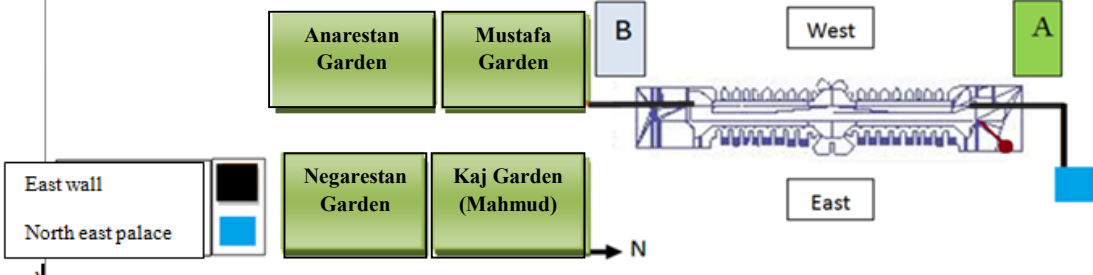 Anarestan
Garden
Mustafa
Garden
B
West
A
East wall
North east palace
Negarestan
Garden
Kaj Garden
(Mahmud)
East
N